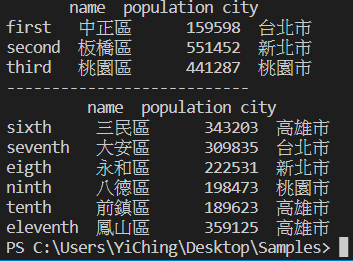 name population city
first 中正區 159598 台北市
second 板橋區 551452 新北市
third 桃園區 441287 桃園市
---------------------------
name population city
sixth 三民區 343203 高雄市
seventh 大安區 309835 台北市
eigth 永和區 222531 新北市
ninth 八德區 198473 桃園市
tenth 前鎮區 189623 高雄市
eleventh 鳳山區 359125 高雄市
PS C:\Users\YiChing\Desktop\Samples>